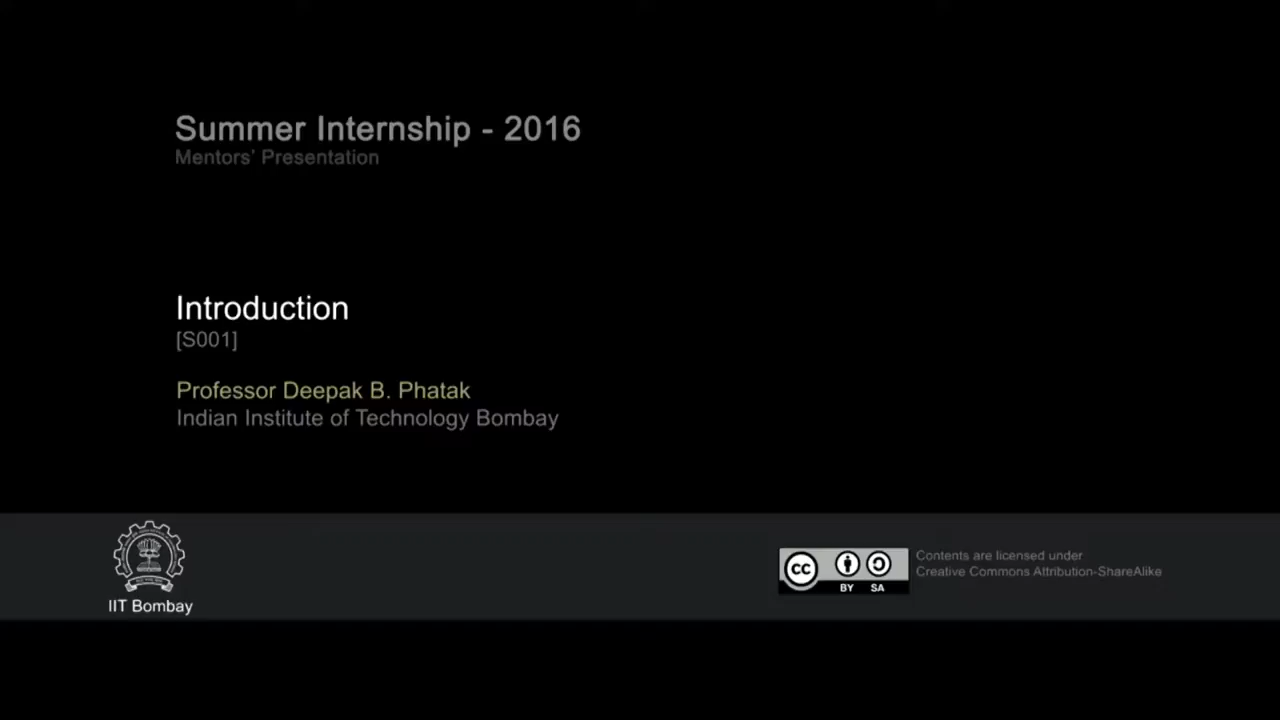 Summer Internship - 2016
Mentors' Presentation
Introduction
[S001]
Professor Deepak B. Phatak
Indian Institute of Technology Bombay
IIT Bombay
cc
BY SA
Contents are licensed under
Creative Commons Attribution-ShareAlike